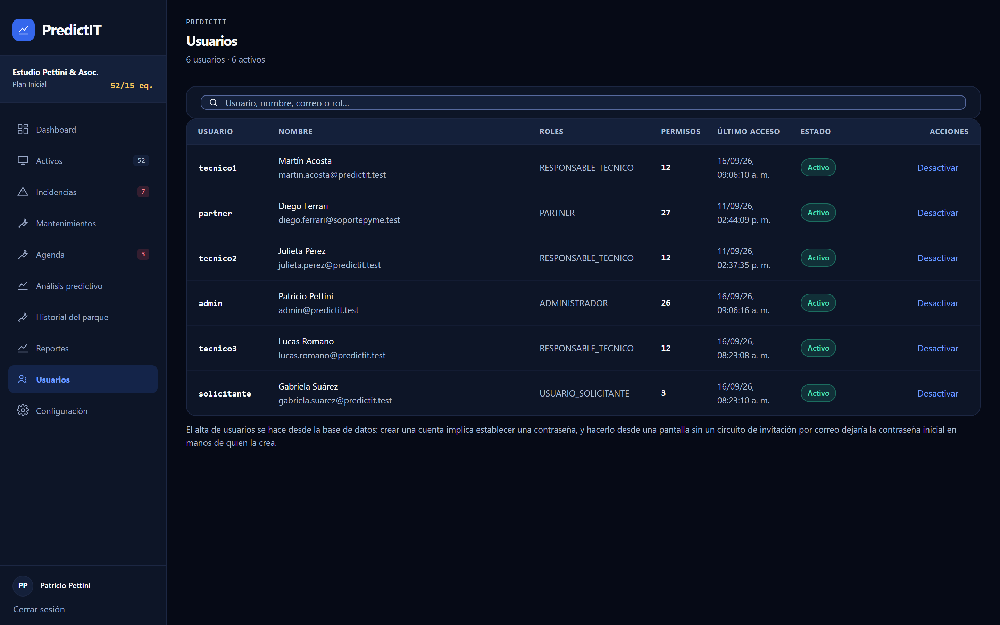 PredictIT
Estudio Pettini & Asoc.
Plan Inicial
52/15 eq.
Dashboard
Activos 52
Incidencias 7
Mantenimientos
Agenda 3
Análisis predictivo
Historial del parque
Reportes
Usuarios
Configuración
PP Patricio Pettini
Cerrar sesión
PREDICTIT
Usuarios
6 usuarios · 6 activos
Usuario, nombre, correo o rol...
USUARIO NOMBRE ROLES PERMISOS ÚLTIMO ACCESO ESTADO ACCIONES
tecnico1 Martín Acosta RESPONSABLE_TECNICO 12 16/09/26, Activo Desactivar
martin.acosta@predictit.test 09:06:10 a. m.
partner Diego Ferrari PARTNER 27 11/09/26, Activo Desactivar
diego.ferrari@soportepyme.test 02:44:09 p. m.
tecnico2 Julieta Pérez RESPONSABLE_TECNICO 12 11/09/26, Activo Desactivar
julieta.perez@predictit.test 02:37:35 p. m.
admin Patricio Pettini ADMINISTRADOR 26 16/09/26, Activo Desactivar
admin@predictit.test 09:06:16 a. m.
tecnico3 Lucas Romano RESPONSABLE_TECNICO 12 16/09/26, Activo Desactivar
lucas.romano@predictit.test 08:23:08 a. m.
solicitante Gabriela Suárez USUARIO_SOLICITANTE 3 16/09/26, Activo Desactivar
gabriela.suarez@predictit.test 08:23:10 a. m.
El alta de usuarios se hace desde la base de datos: crear una cuenta implica establecer una contraseña, y hacerlo desde una pantalla sin un circuito de invitación por correo dejaría la contraseña inicial en
manos de quien la crea.